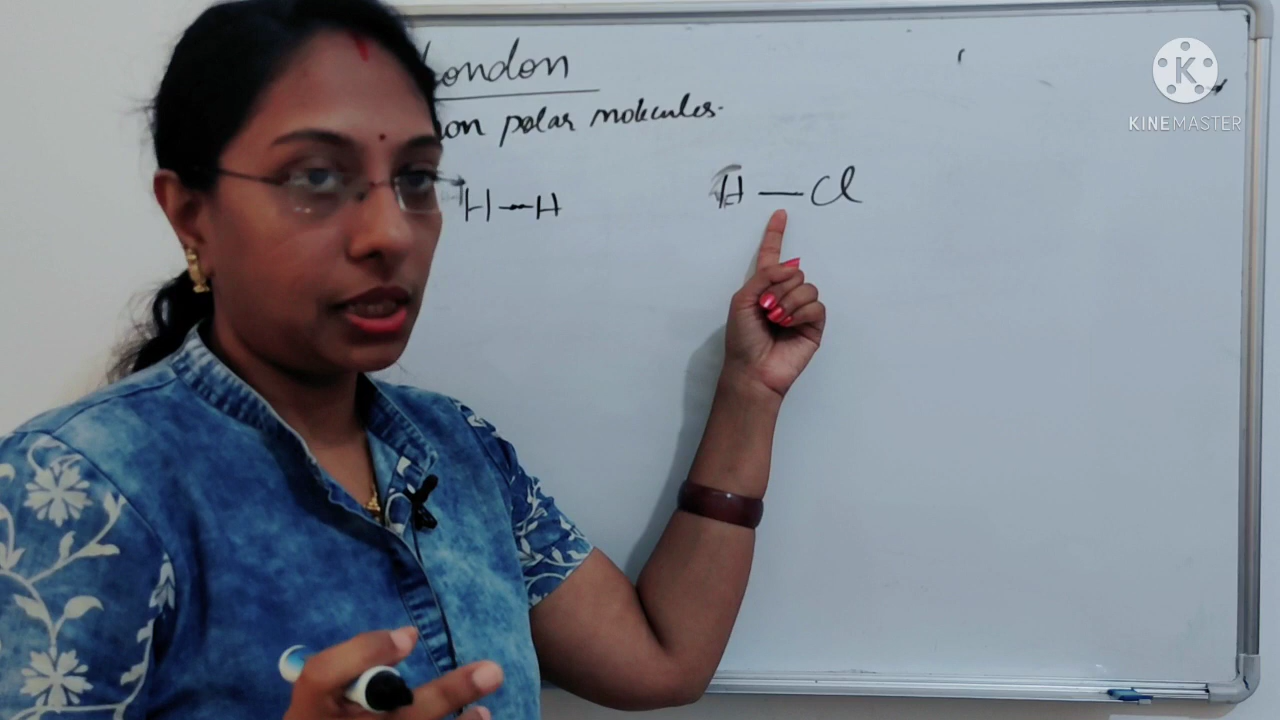 London
non polar molecules.
H—H H—Cl
K
KINEMASTER